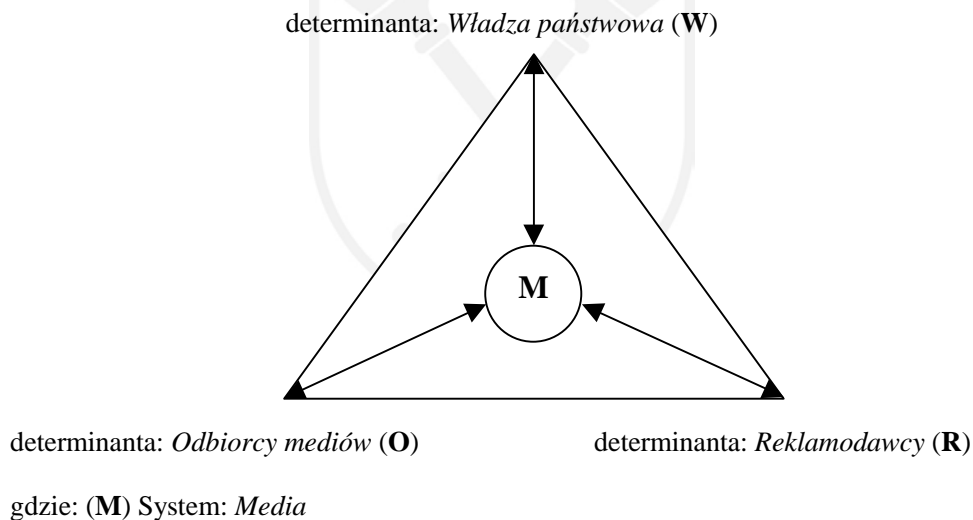 determinanta: Władza państwowa (W)
M
determinanta: Odbiorcy mediów (O) determinanta: Reklamodawcy (R)
gdzie: (M) System: Media